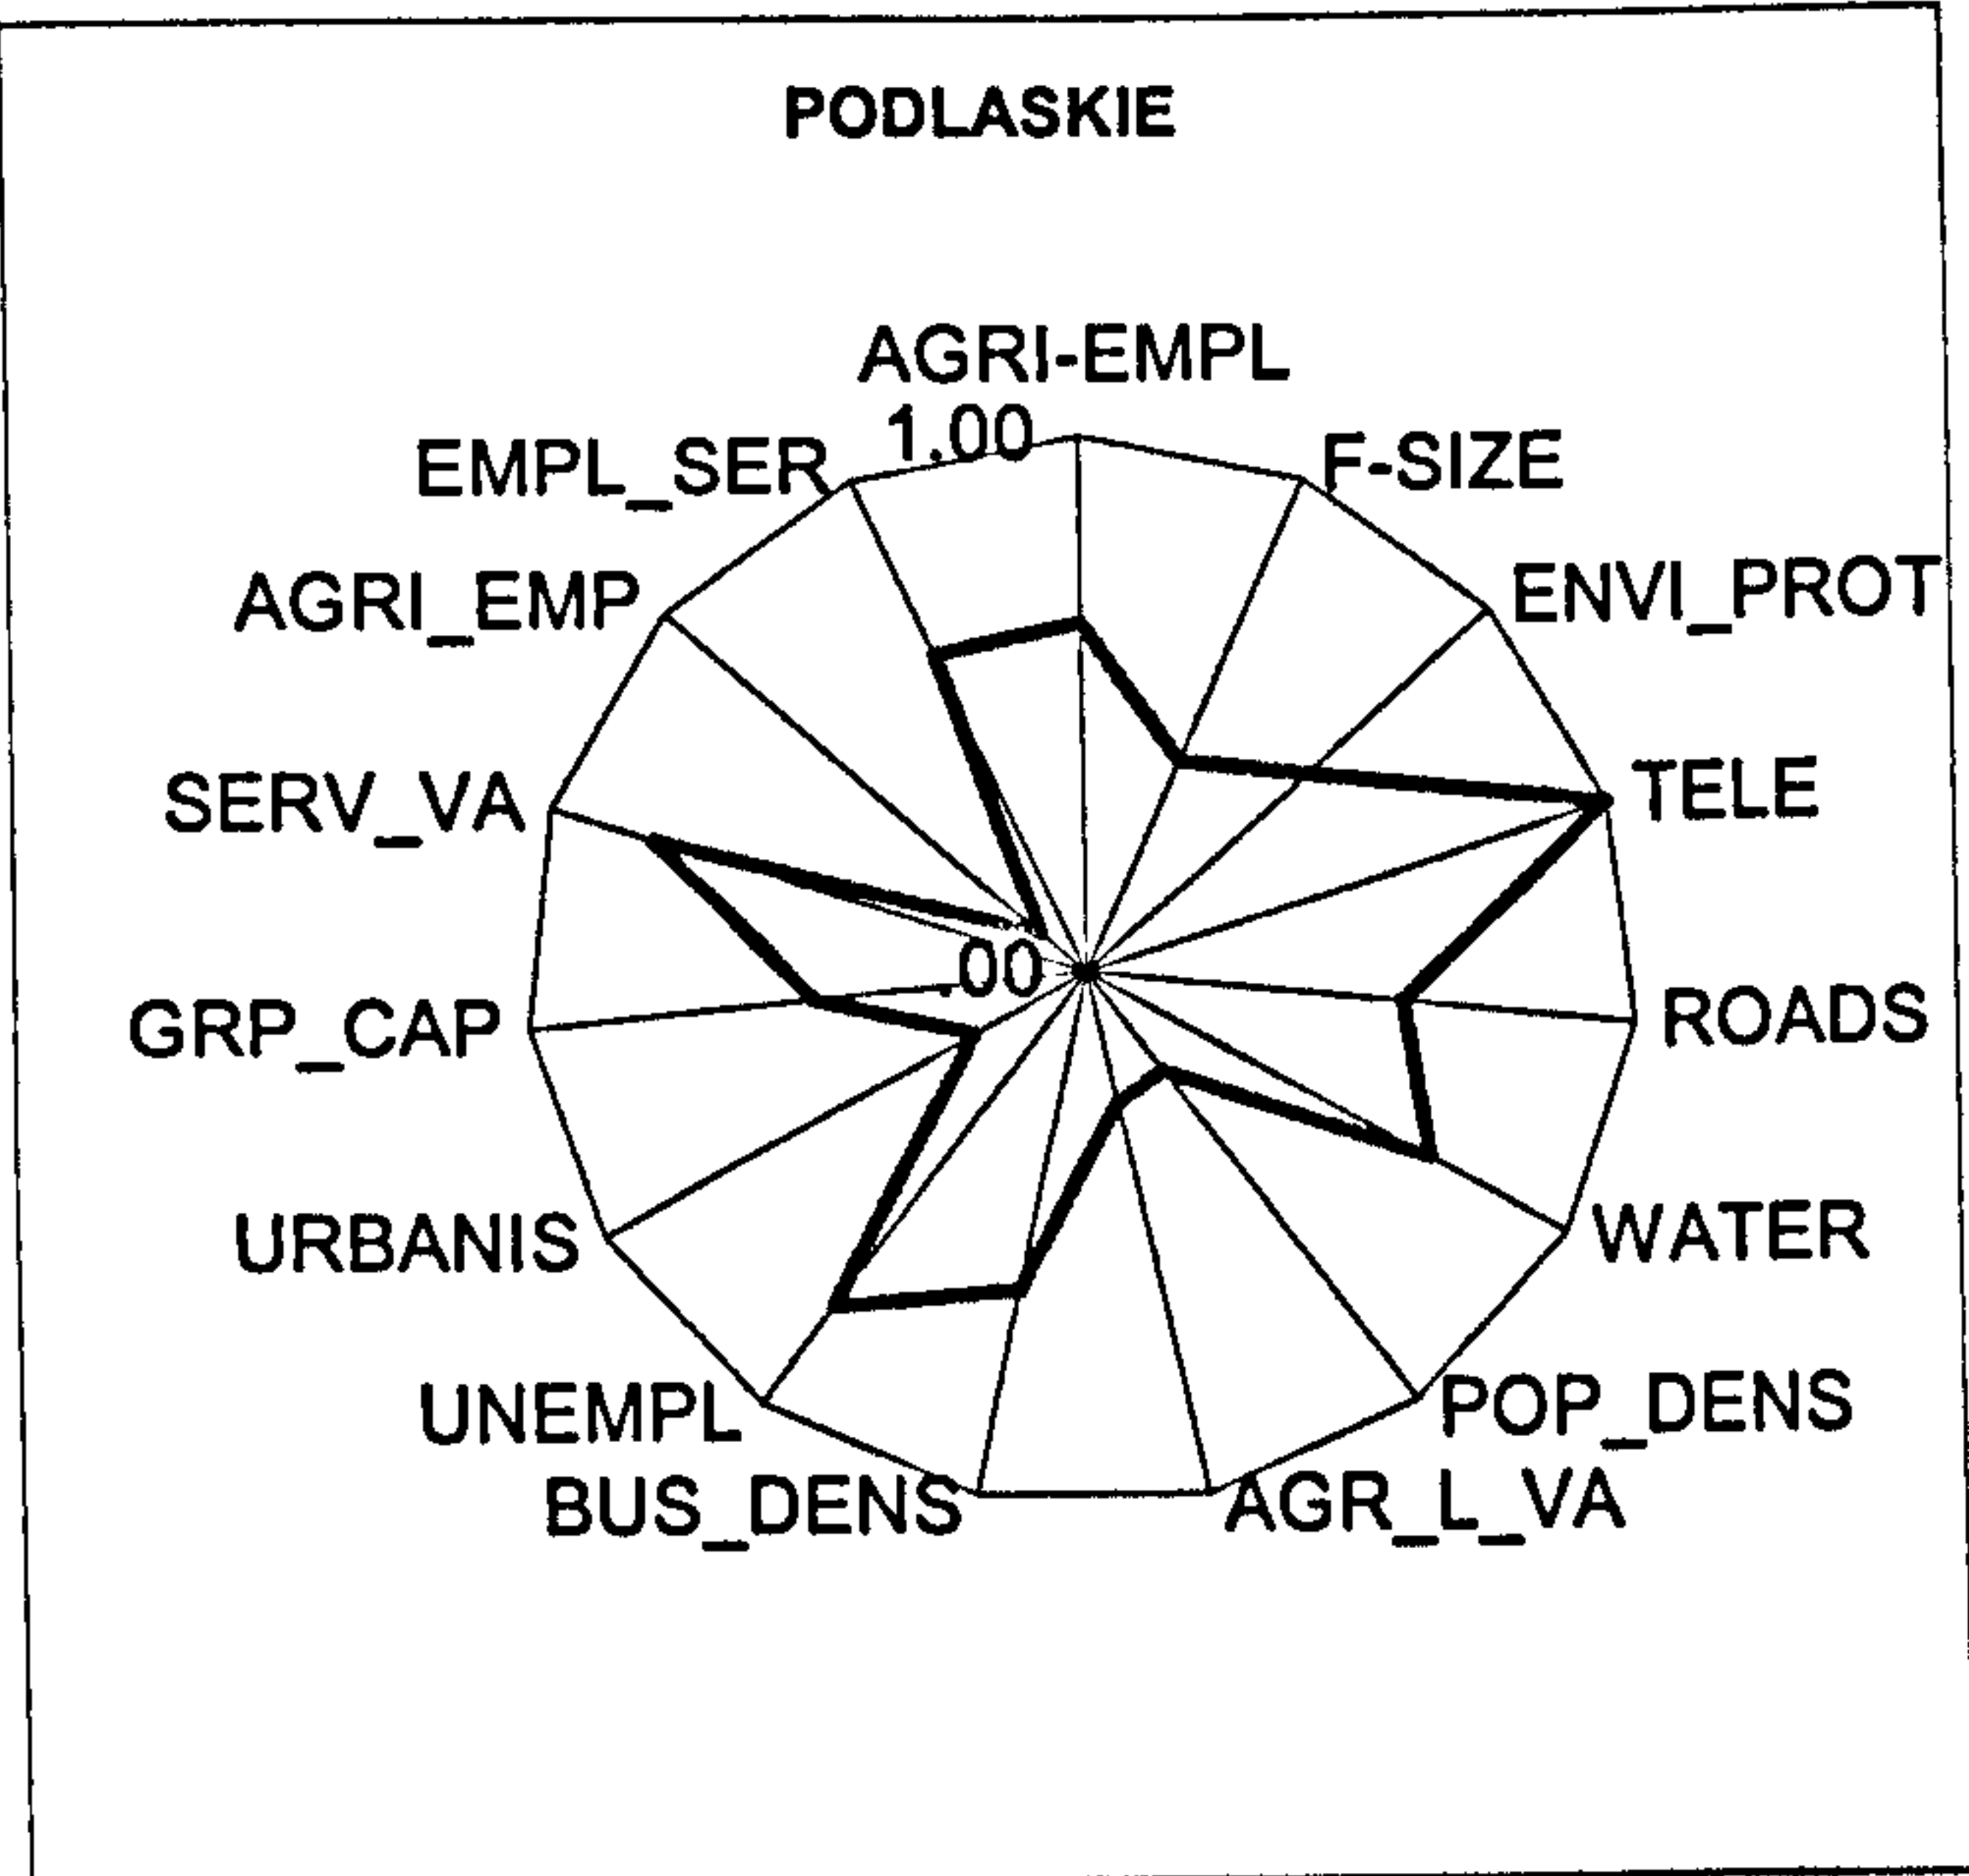 PODLASKIE
AGRI-EMPL
1.00
F-SIZE
ENVI_PROT
TELE
ROADS
WATER
POP_DENS
AGR_L_VA
BUS_DENS
UNEMPL
URBANIS
GRP_CAP
SERV_VA
AGRI_EMP
EMPL_SER
.00